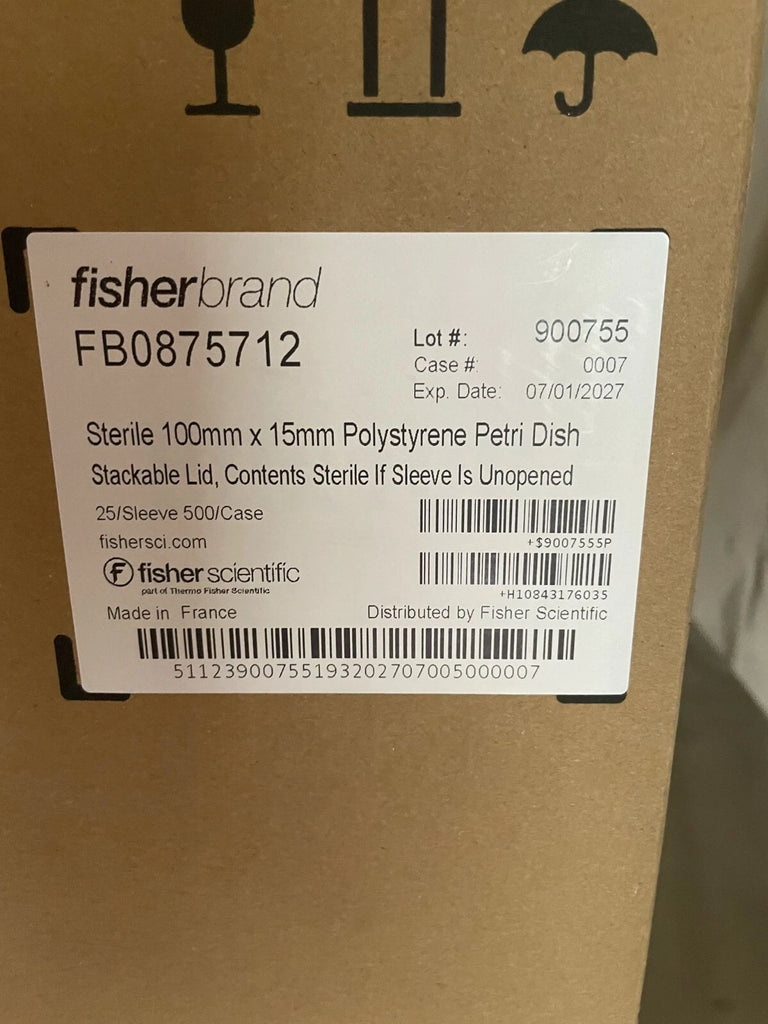 fisherbrand
FB0875712
Lot #: 900755
Case #: 0007
Exp. Date: 07/01/2027
Sterile 100mm x 15mm Polystyrene Petri Dish
Stackable Lid, Contents Sterile If Sleeve Is Unopened
25/Sleeve 500/Case
+$9007555P
fishersci.com
F fisher scientific
part of Thermo Fisher Scientific
+H10843176035
Made in France
Distributed by Fisher Scientific
51123900755193202707005000007